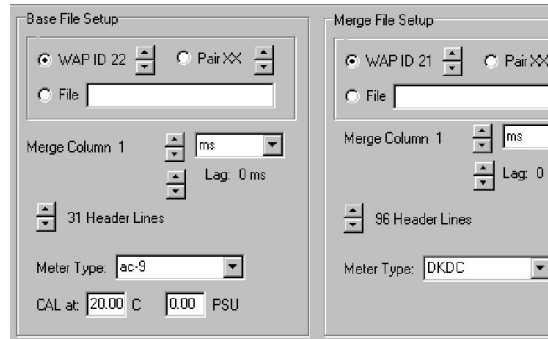 Base File Setup
WAP ID 22 Pair XX
File
Merge Column 1 ms
Lag: 0 ms
31 Header Lines
Meter Type: ac-9
CAL at: 20.00 C 0.00 PSU
Merge File Setup
WAP ID 21 Pair XX
File
Merge Column 1 ms
Lag: 0
96 Header Lines
Meter Type: DKDC